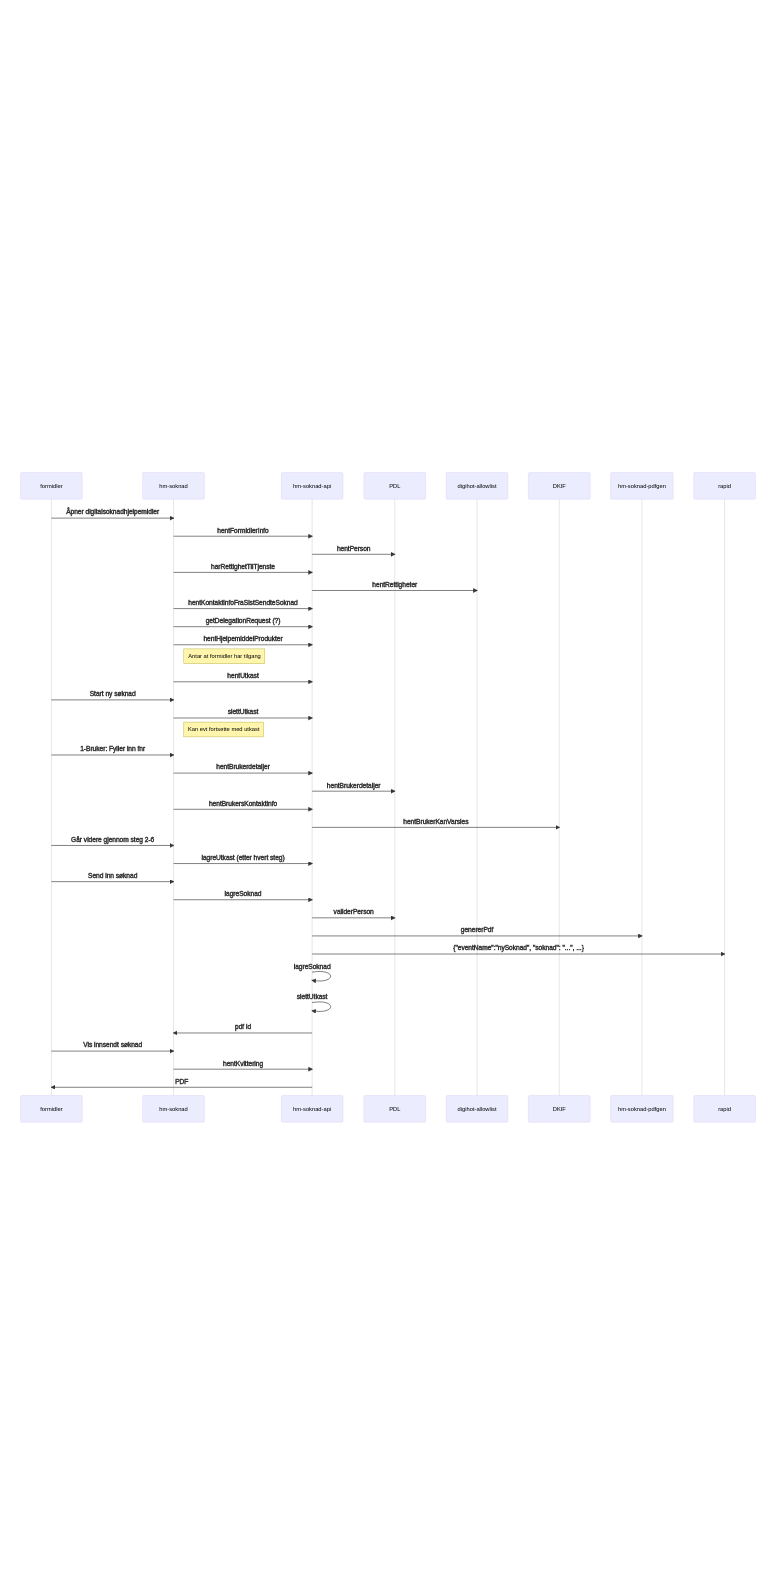 formidler
hm-soknad
hm-soknad-api
PDL
digihot-allowlist
DKIF
hm-soknad-pdfgen
rapid
Åpner digitalsoknadhjelpemidler
hentFormidlerInfo
hentPerson
harRettighetTilTjenste
hentRettigheter
hentKontaktInfoFraSistSendteSoknad
getDelegationRequest (?)
hentHjelpemiddelProdukter
Antar at formidler har tilgang
hentUtkast
Start ny søknad
slettUtkast
Kan evt fortsette med utkast
1-Bruker: Fyller inn fnr
hentBrukerdetaljer
hentBrukerdetaljer
hentBrukersKontaktinfo
hentBrukerKanVarsles
Går videre gjennom steg 2-6
lagreUtkast (etter hvert steg)
Send inn søknad
lagreSoknad
validerPerson
genererPdf
{"eventName":"nySoknad", "soknad": "...", ...}
lagreSoknad
slettUtkast
pdf id
Vis innsendt søknad
hentKvittering
PDF
formidler
hm-soknad
hm-soknad-api
PDL
digihot-allowlist
DKIF
hm-soknad-pdfgen
rapid